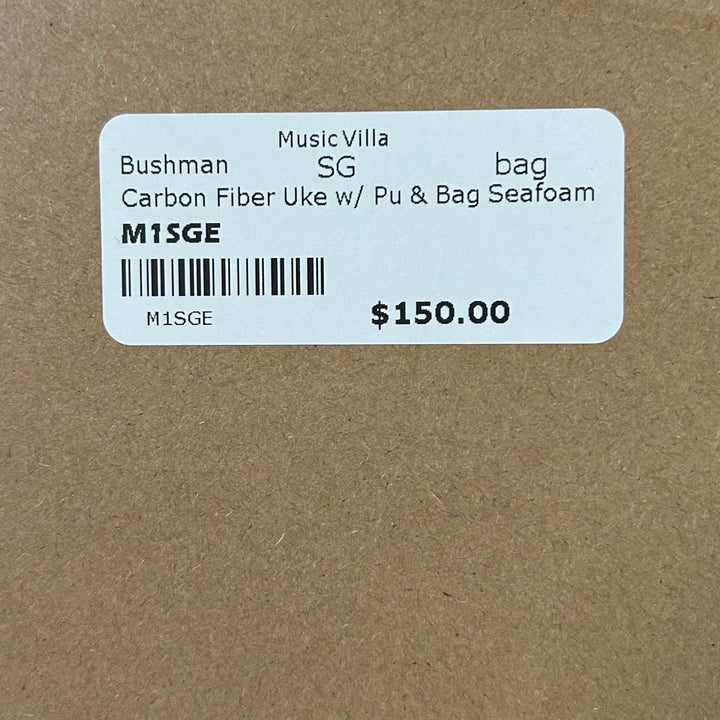 Music Villa
Bushman SG bag
Carbon Fiber Uke w/ Pu & Bag Seafoam
M1SGE
M1SGE $150.00